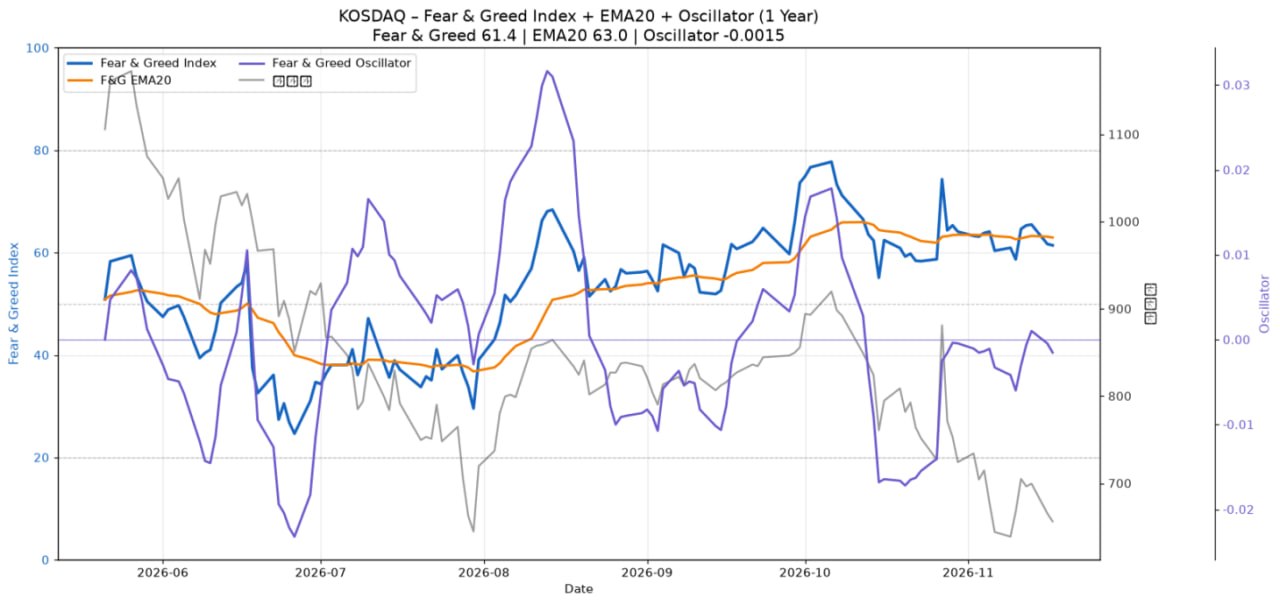 KOSDAQ – Fear & Greed Index + EMA20 + Oscillator (1 Year)
Fear & Greed 61.4 | EMA20 63.0 | Oscillator -0.0015
Fear & Greed Index
F&G EMA20
Fear & Greed Oscillator
100
80
60
40
20
0
Fear & Greed Index
1100
1000
900
800
700
0.03
0.02
0.01
0.00
-0.01
-0.02
Oscillator
2026-06
2026-07
2026-08
2026-09
2026-10
2026-11
Date